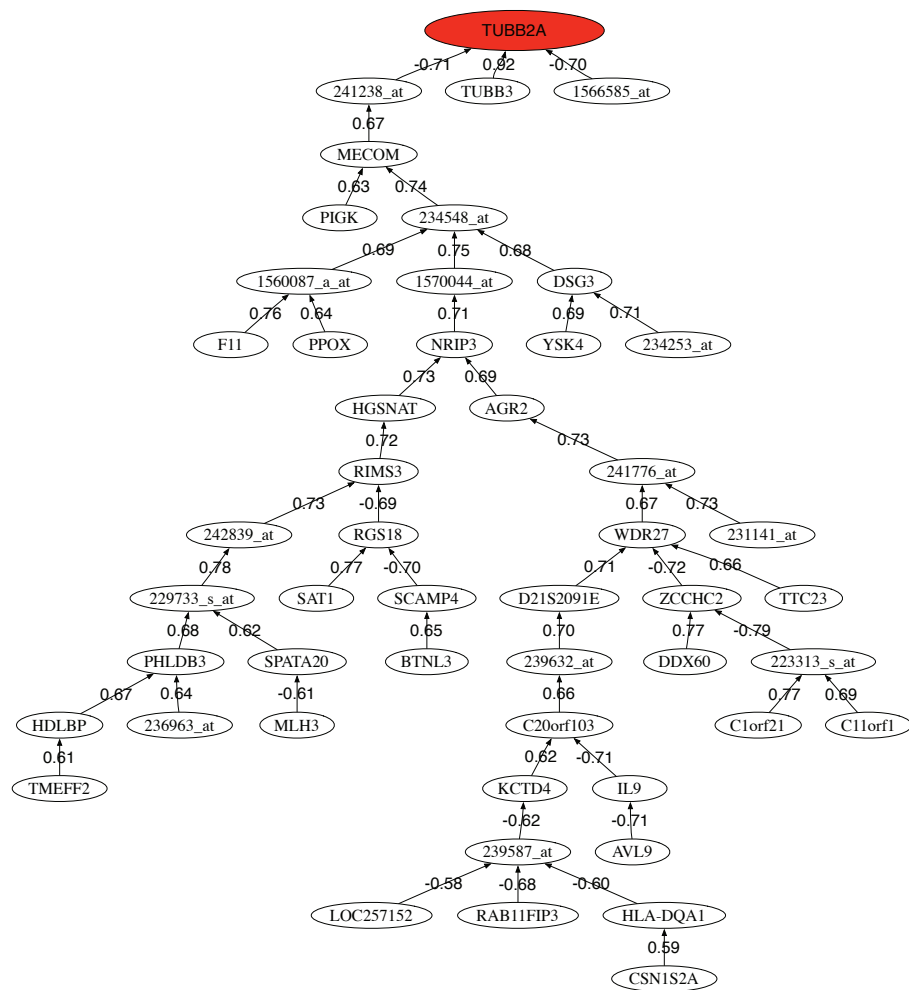 TUBB2A
-0.71 0.92 -0.70
241238_at TUBB3 1566585_at
0.67
MECOM
0.63 0.74
PIGK 234548_at
0.69 0.75 0.68
1560087_a_at 1570044_at DSG3
0.76 0.64 0.71 0.69 0.71
F11 PPOX NRIP3 YSK4 234253_at
0.73 0.69
HGSNAT AGR2
0.72 0.73
RIMS3 241776_at
0.73 -0.69 0.67 0.73
242839_at RGS18 WDR27 231141_at
0.78 0.77 -0.70 0.71 -0.72 0.66
229733_s_at SAT1 SCAMP4 D21S2091E ZCCHC2 TTC23
0.68 0.62 0.65 0.70 0.77 -0.79
PHLDB3 SPATA20 BTNL3 239632_at DDX60 223313_s_at
0.67 0.64 -0.61 0.66 0.77 0.69
HDLBP 236963_at MLH3 C20orf103 C1orf21 C11orf1
0.61 0.62 -0.71
TMEFF2 KCTD4 IL9
-0.62 -0.71
239587_at AVL9
-0.58 -0.68 -0.60
LOC257152 RAB11FIP3 HLA-DQA1
0.59
CSN1S2A